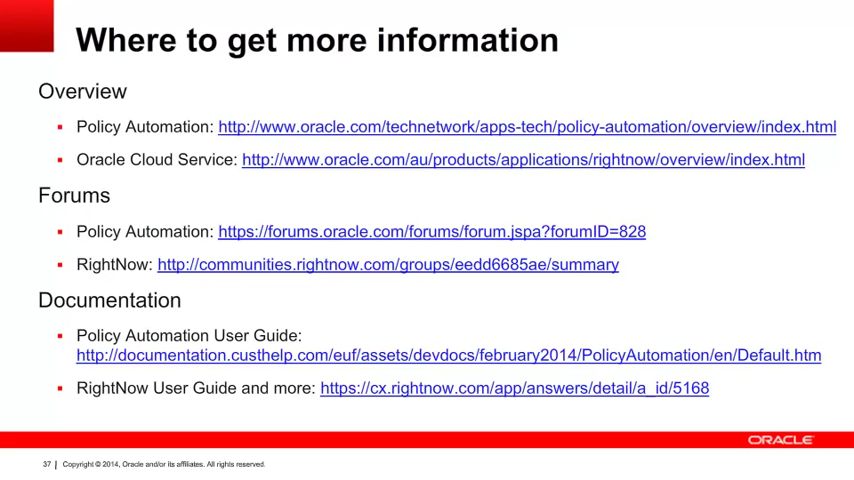 Where to get more information
Overview
▪ Policy Automation: http://www.oracle.com/technetwork/apps-tech/policy-automation/overview/index.html
▪ Oracle Cloud Service: http://www.oracle.com/au/products/applications/rightnow/overview/index.html
Forums
▪ Policy Automation: https://forums.oracle.com/forums/forum.jspa?forumID=828
▪ RightNow: http://communities.rightnow.com/groups/eedd6685ae/summary
Documentation
▪ Policy Automation User Guide:
http://documentation.custhelp.com/euf/assets/devdocs/february2014/PolicyAutomation/en/Default.htm
▪ RightNow User Guide and more: https://cx.rightnow.com/app/answers/detail/a_id/5168
ORACLE
37 | Copyright © 2014, Oracle and/or its affiliates. All rights reserved.